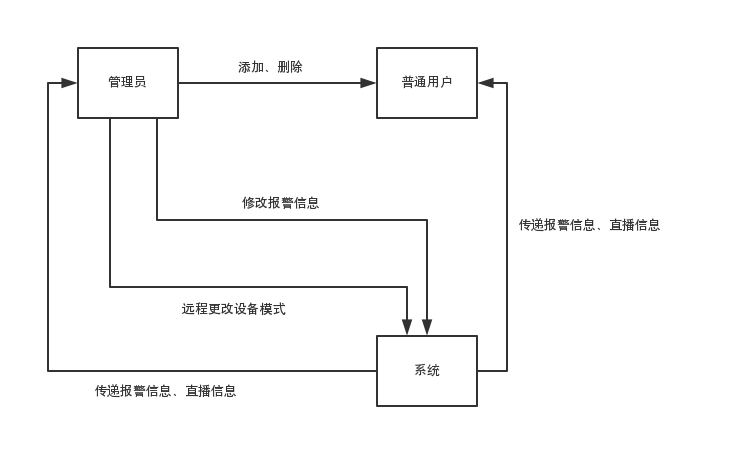 添加、删除
管理员
普通用户
修改报警信息
传递报警信息、直播信息
远程更改设备模式
系统
传递报警信息、直播信息